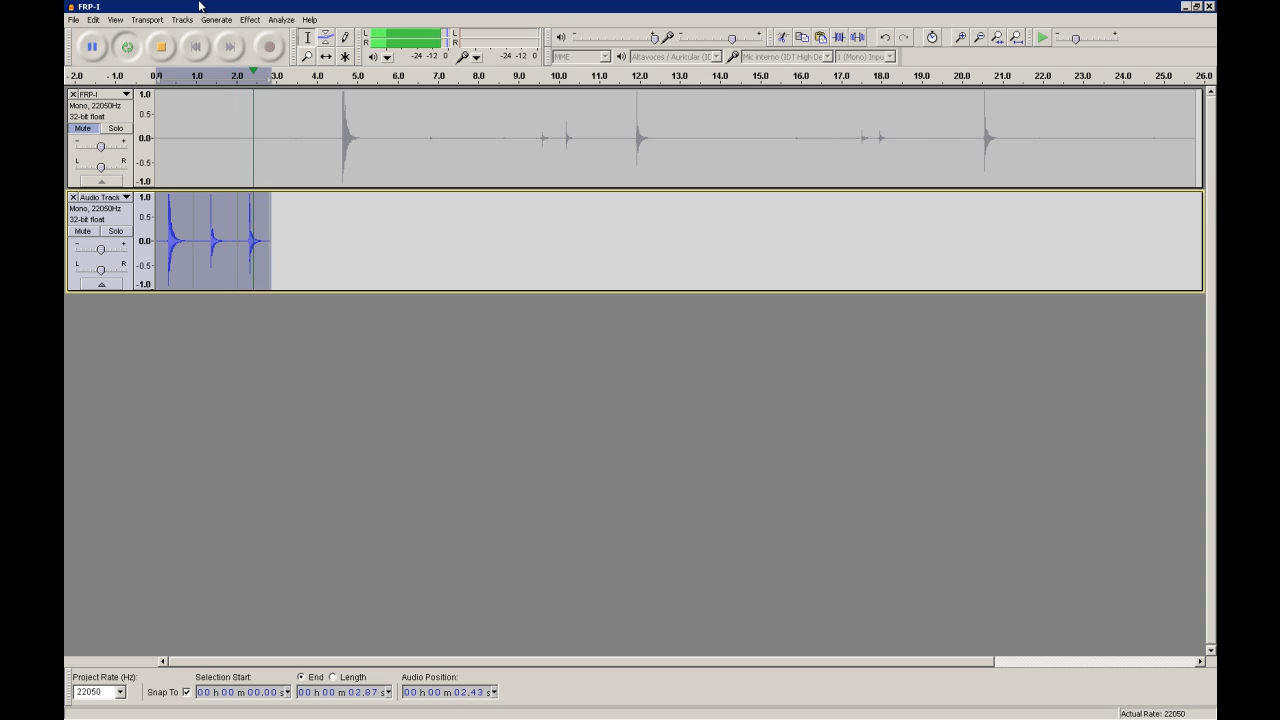 FRP-I
File Edit View Transport Tracks Generate Effect Analyze Help
L R -24 -12 0 L R -24 -12 0
MME Altavoces / Auricular (ID Mic interno (IDT High De 1 (Mono) Inpu
-2.0 -1.0 0.0 1.0 2.0 3.0 4.0 5.0 6.0 7.0 8.0 9.0 10.0 11.0 12.0 13.0 14.0 15.0 16.0 17.0 18.0 19.0 20.0 21.0 22.0 23.0 24.0 25.0 26.0
FRP-I
Mono, 22050Hz
32-bit float
Mute Solo
- +
L R
1.0
0.5
0.0
-0.5
-1.0
Audio Track
Mono, 22050Hz
32-bit float
Mute Solo
- +
L R
1.0
0.5
0.0
-0.5
-1.0
Project Rate (Hz): Selection Start: End Length Audio Position:
22050 Snap To 00 h 00 m 00.00 s 00 h 00 m 02.87 s 00 h 00 m 02.43 s
Actual Rate: 22050